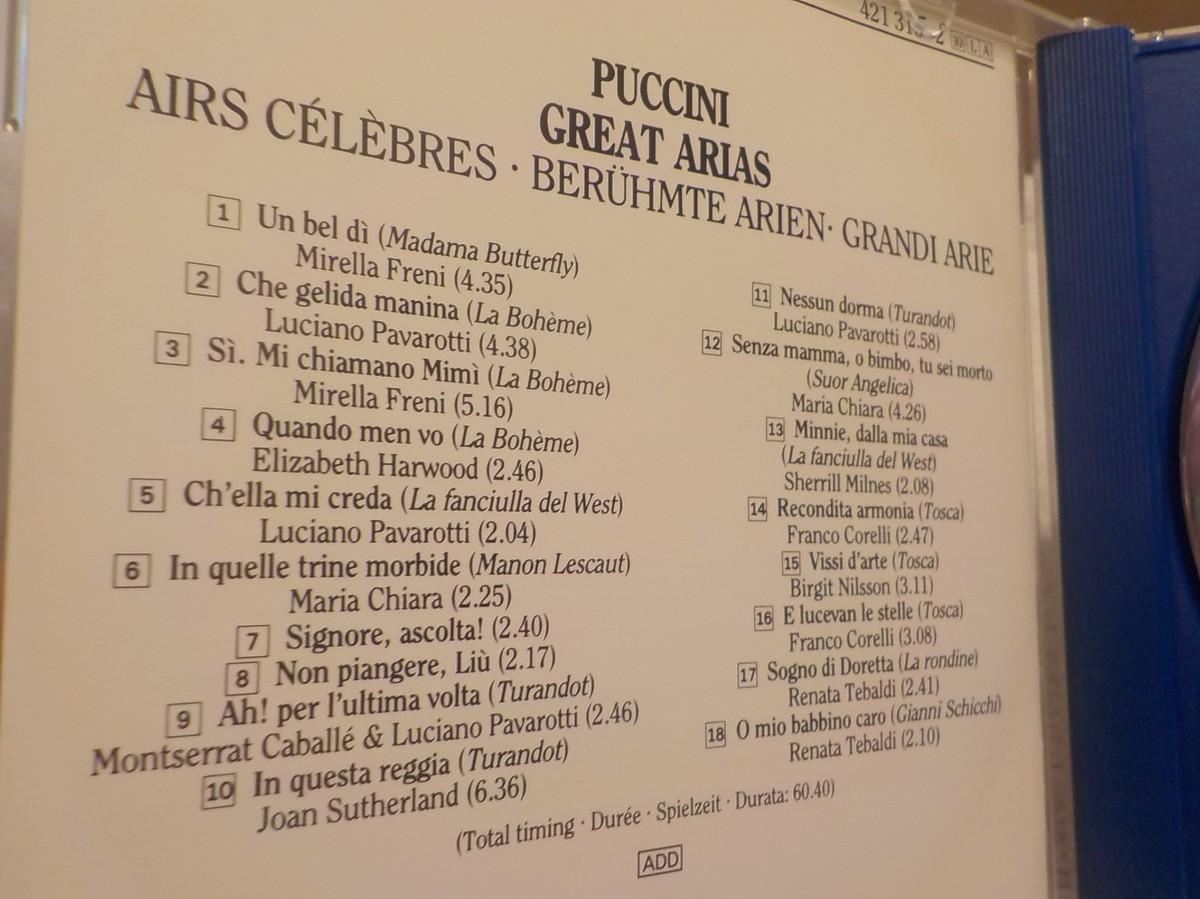 PUCCINI
GREAT ARIAS
AIRS CÉLÈBRES · BERÜHMTE ARIEN · GRANDI ARIE
1 Un bel dì (Madama Butterfly)
Mirella Freni (4.35)
2 Che gelida manina (La Bohème)
Luciano Pavarotti (4.38)
3 Sì. Mi chiamano Mimì (La Bohème)
Mirella Freni (5.16)
4 Quando men vo (La Bohème)
Elizabeth Harwood (2.46)
5 Ch'ella mi creda (La fanciulla del West)
Luciano Pavarotti (2.04)
6 In quelle trine morbide (Manon Lescaut)
Maria Chiara (2.25)
7 Signore, ascolta! (2.40)
8 Non piangere, Liù (2.17)
9 Ah! per l'ultima volta (Turandot)
Montserrat Caballé & Luciano Pavarotti (2.46)
10 In questa reggia (Turandot)
Joan Sutherland (6.36)
11 Nessun dorma (Turandot)
Luciano Pavarotti (2.58)
12 Senza mamma, o bimbo, tu sei morto
(Suor Angelica)
Maria Chiara (4.26)
13 Minnie, dalla mia casa
(La fanciulla del West)
Sherrill Milnes (2.08)
14 Recondita armonia (Tosca)
Franco Corelli (2.47)
15 Vissi d'arte (Tosca)
Birgit Nilsson (3.11)
16 E lucevan le stelle (Tosca)
Franco Corelli (3.08)
17 Sogno di Doretta (La rondine)
Renata Tebaldi (2.41)
18 O mio babbino caro (Gianni Schicchi)
Renata Tebaldi (2.10)
(Total timing · Durée · Spielzeit · Durata: 60.40)
ADD